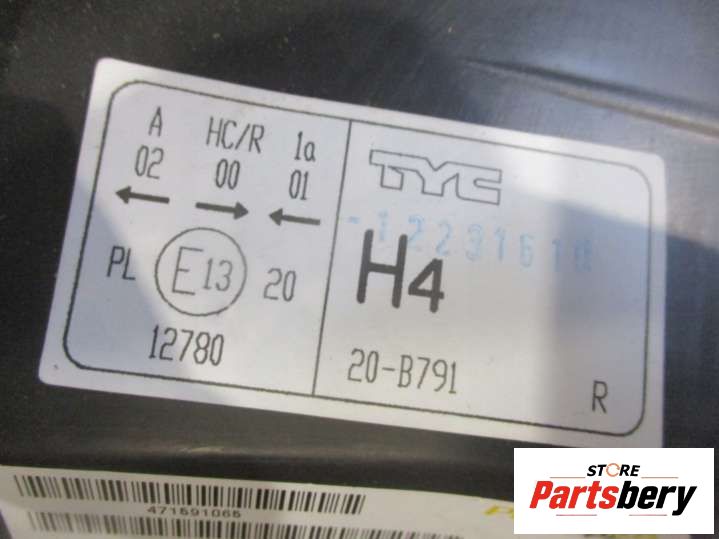 A HC/R 1a
02 00 01
PL E13 20
12780
TYC
H4
20-B791
R
471591065
STORE
Partsbery